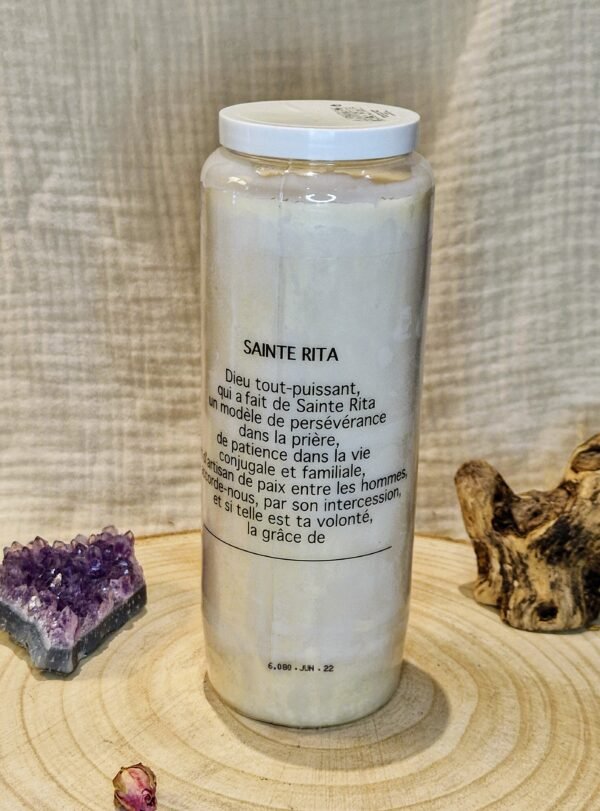 SAINTE RITA
Dieu tout-puissant,
qui a fait de Sainte Rita
un modèle de persévérance
dans la prière,
de patience dans la vie
conjugale et familiale,
d'artisan de paix entre les hommes,
par son intercession,
et si telle est ta volonté,
la grâce de
6.080 . JUN . 22